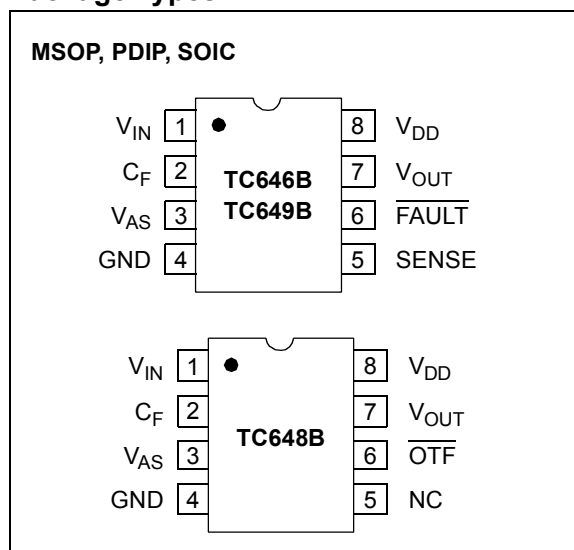 MSOP, PDIP, SOIC
VIN 1 8 VDD
CF 2 TC646B 7 VOUT
VAS 3 TC649B 6 FAULT
GND 4 5 SENSE
VIN 1 8 VDD
CF 2 7 VOUT
TC648B
VAS 3 6 OTF
GND 4 5 NC